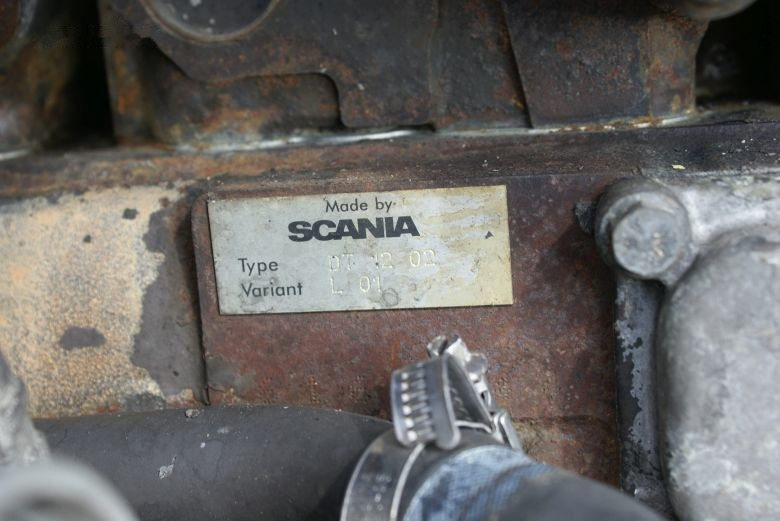 Made by
SCANIA
Type DT 12 02
Variant L 01